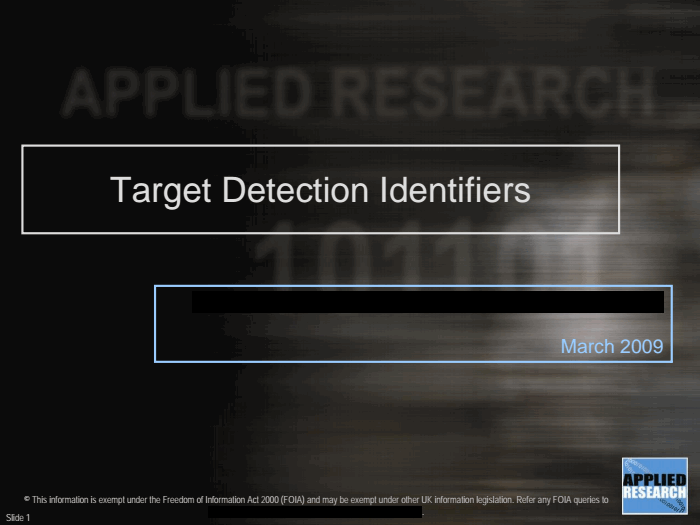 APPLIED RESEARCH
Target Detection Identifiers
101101
March 2009
APPLIED
RESEARCH
© This information is exempt under the Freedom of Information Act 2000 (FOIA) and may be exempt under other UK information legislation. Refer any FOIA queries to
.
Slide 1